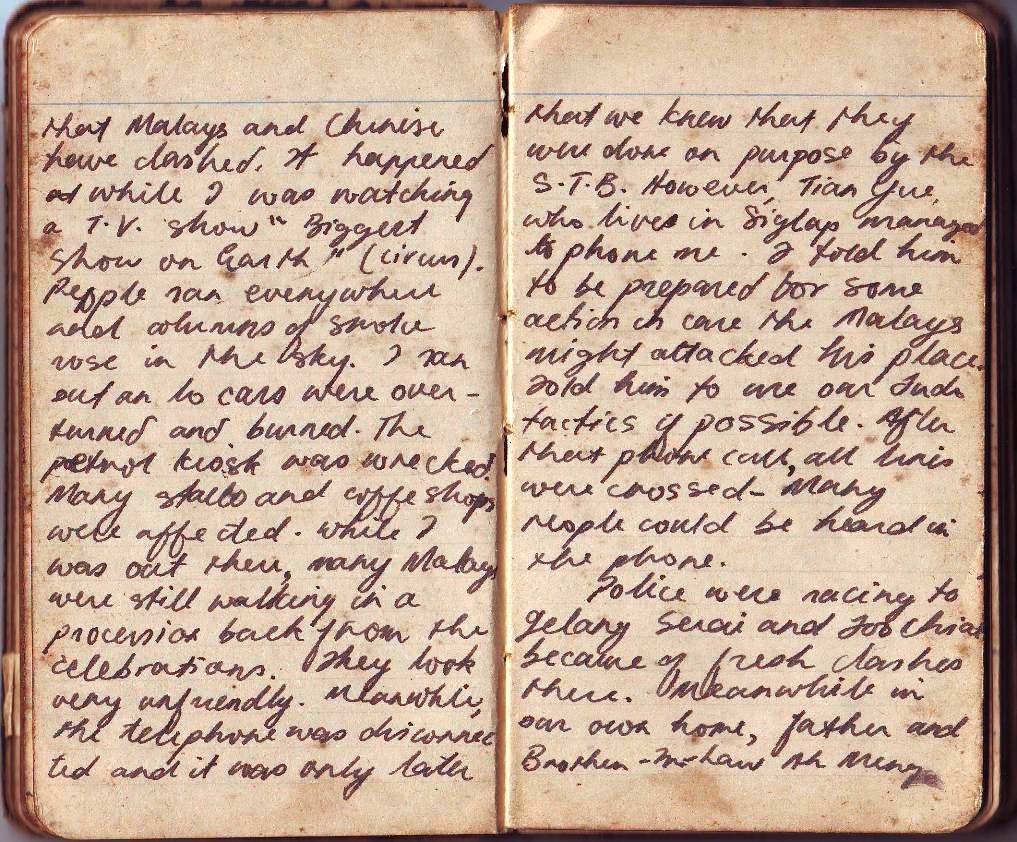 that Malays and Chinese
have clashed. It happened
at while I was watching
a T.V. show " Biggest
show on Earth " (circus).
People ran everywhere
and columns of smoke
rose in the sky. I ran
out an 10 cars were over-
turned and burned. The
petrol kiosk was wrecked.
Many stalls and coffe shops
were affected. While I
was out there, many Malays
were still walking in a
procession back from the
celebrations. They look
very unfriendly. Meanwhile,
the telephone was disconnec
ted and it was only later
that we knew that they
were done on purpose by the
S.T.B. However, Tian Yue,
who lives in Siglap managed
to phone me. I told him
to be prepared for some
action in case the Malays
might attacked his place.
Told him to use our Judo
tactics if possible. After
that phone call, all lines
were crossed- Many
people could be heard in
the phone.
Police were racing to
Gelang Serai and Joo Chiat
because of fresh clashes
there. Meanwhile in
our own home, father and
Brother-in-law Ah Meng